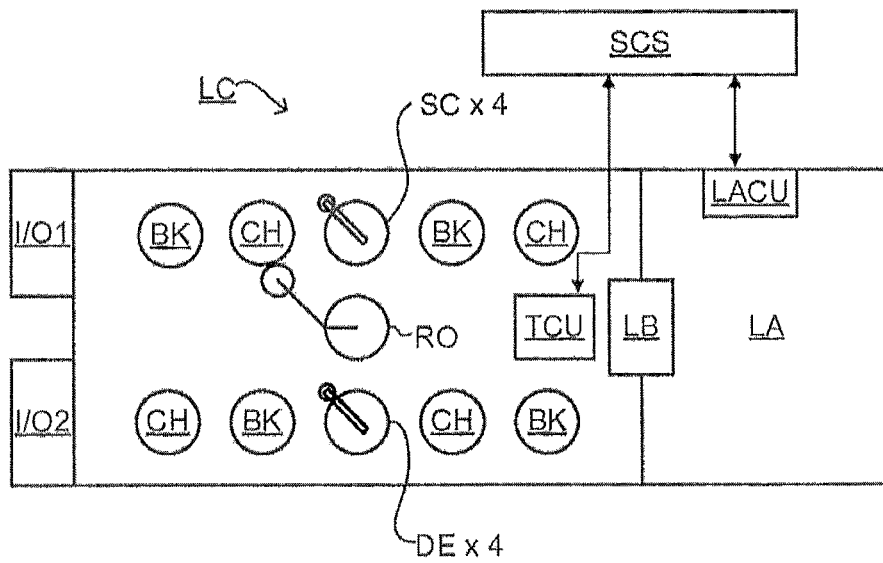 SCS
LC
SC x 4
LACU
I/O1
BK
CH
BK
CH
RO
TCU
LB
LA
I/O2
CH
BK
CH
BK
DE x 4